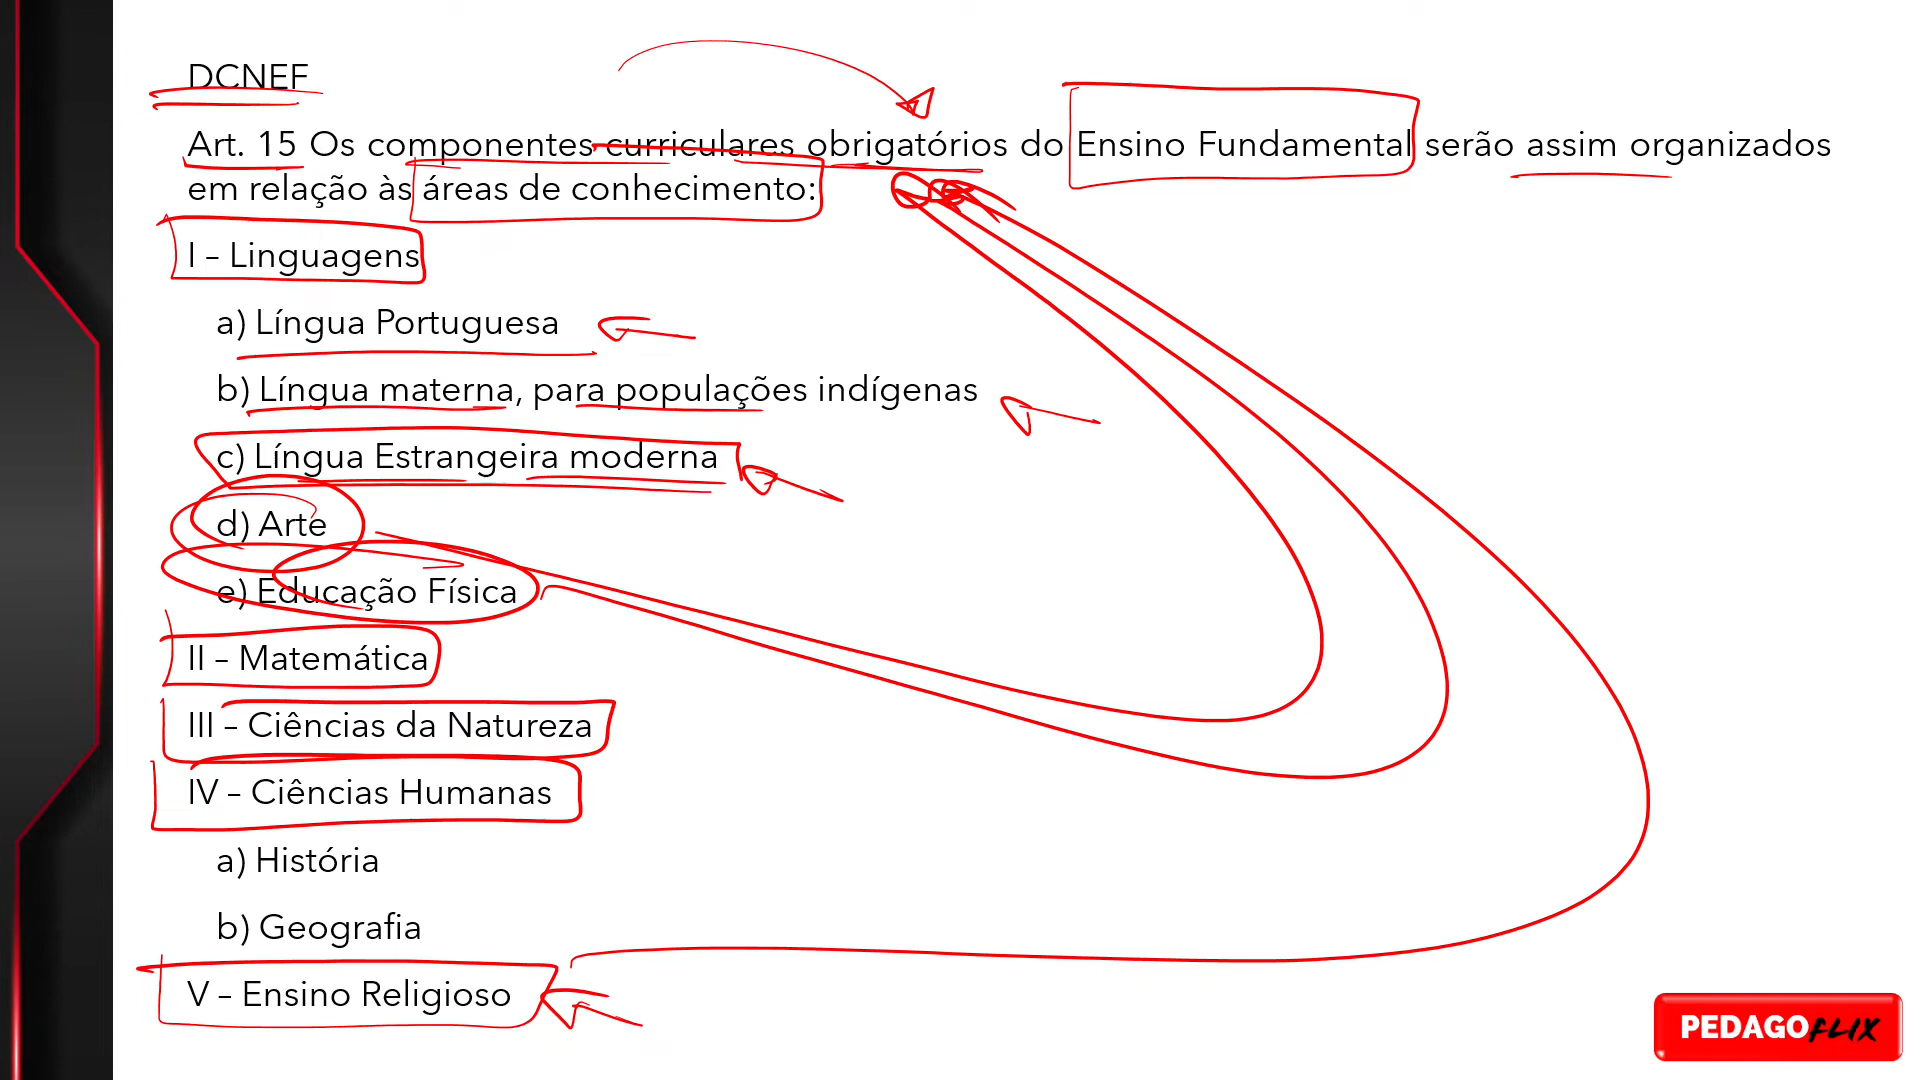 DCNEF
Art. 15 Os componentes curriculares obrigatórios do Ensino Fundamental serão assim organizados
em relação às áreas de conhecimento:
I – Linguagens
a) Língua Portuguesa
b) Língua materna, para populações indígenas
c) Língua Estrangeira moderna
d) Arte
e) Educação Física
II – Matemática
III – Ciências da Natureza
IV – Ciências Humanas
a) História
b) Geografia
V – Ensino Religioso
PEDAGOFLIX